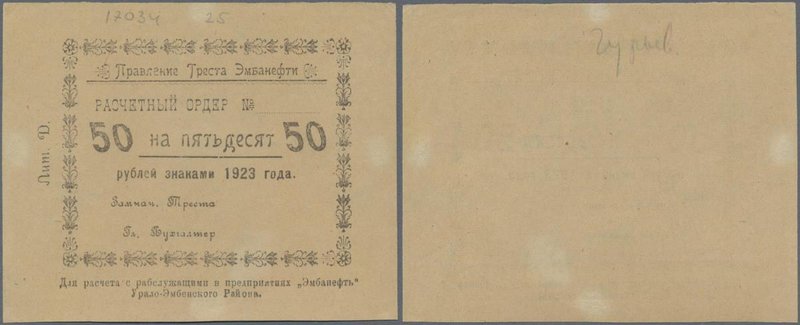 17034 25
Правление Треста Эмбанефти
РАСЧЕТНЫЙ ОРДЕР №
50 на пятьдесят 50
рублей знаками 1923 года.
Замнач. Треста
Гл. Бухгалтер
Лит. Д.
Для расчета с рабслужащими в предприятиях „Эмбанефть"
Урало-Эмбенского Района.
Гурьев.